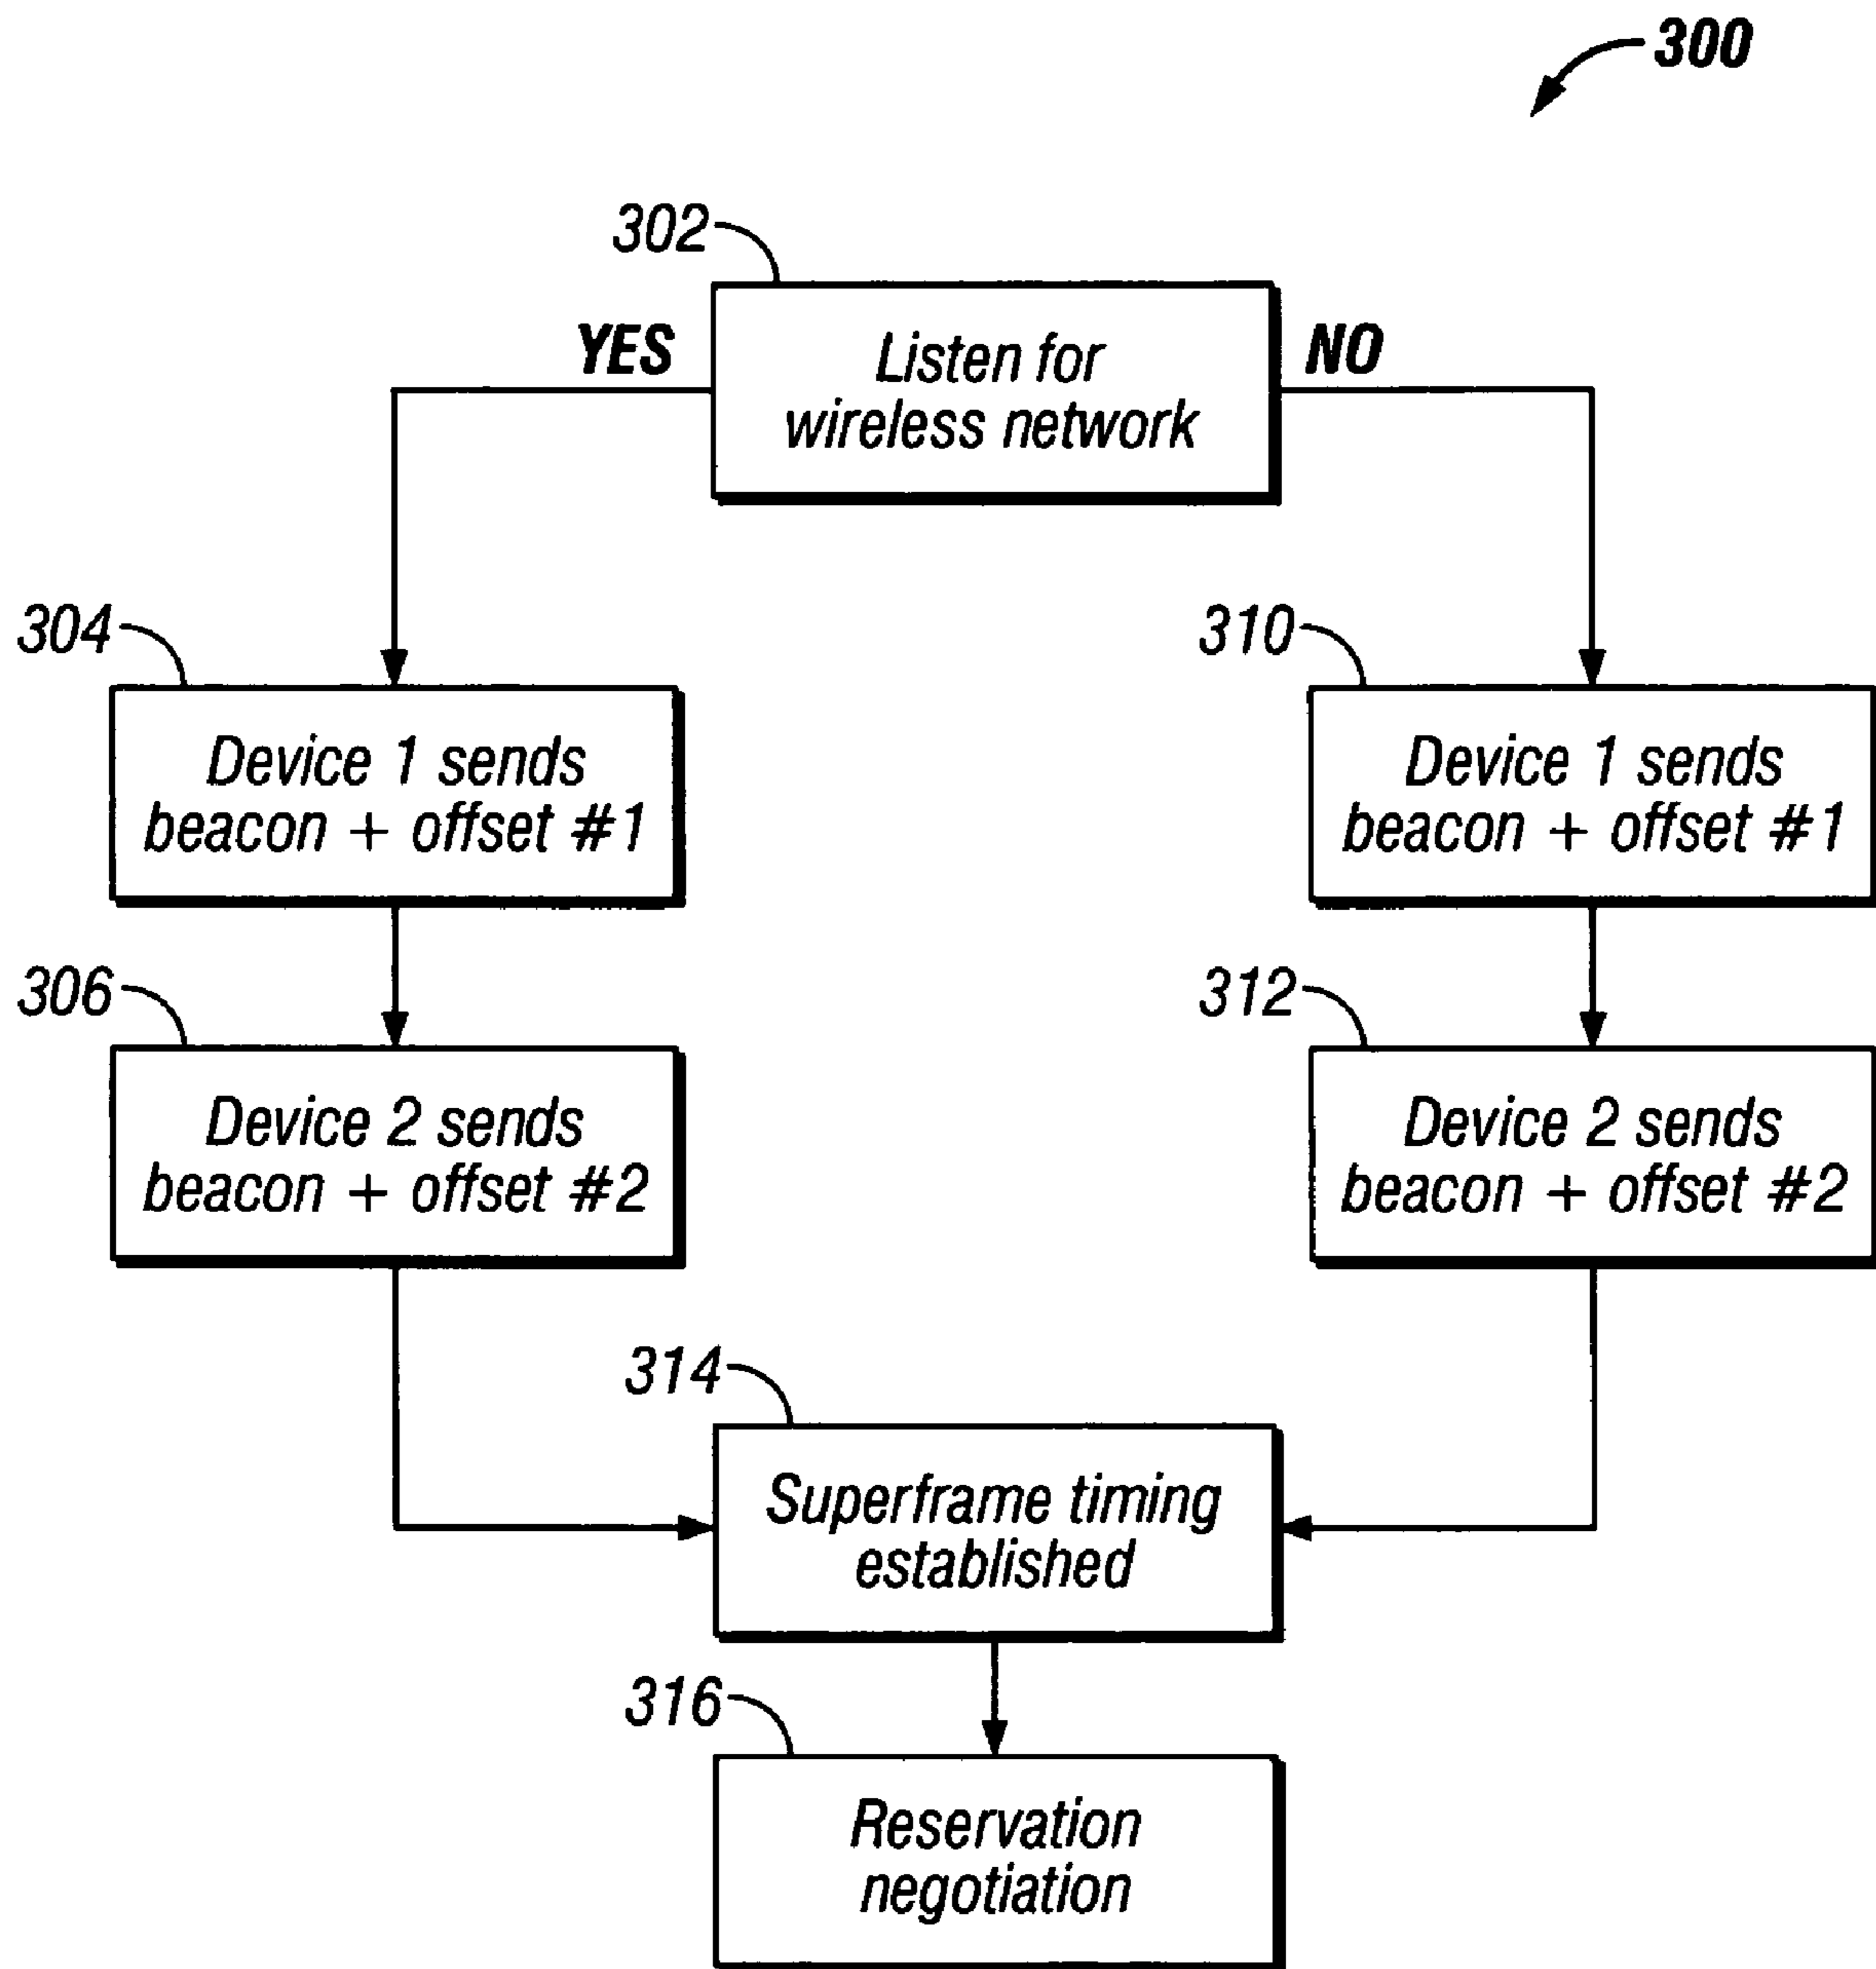 300
302
YES
Listen for
wireless network
NO
304
Device 1 sends
beacon + offset #1
310
Device 1 sends
beacon + offset #1
306
Device 2 sends
beacon + offset #2
312
Device 2 sends
beacon + offset #2
314
Superframe timing
established
316
Reservation
negotiation